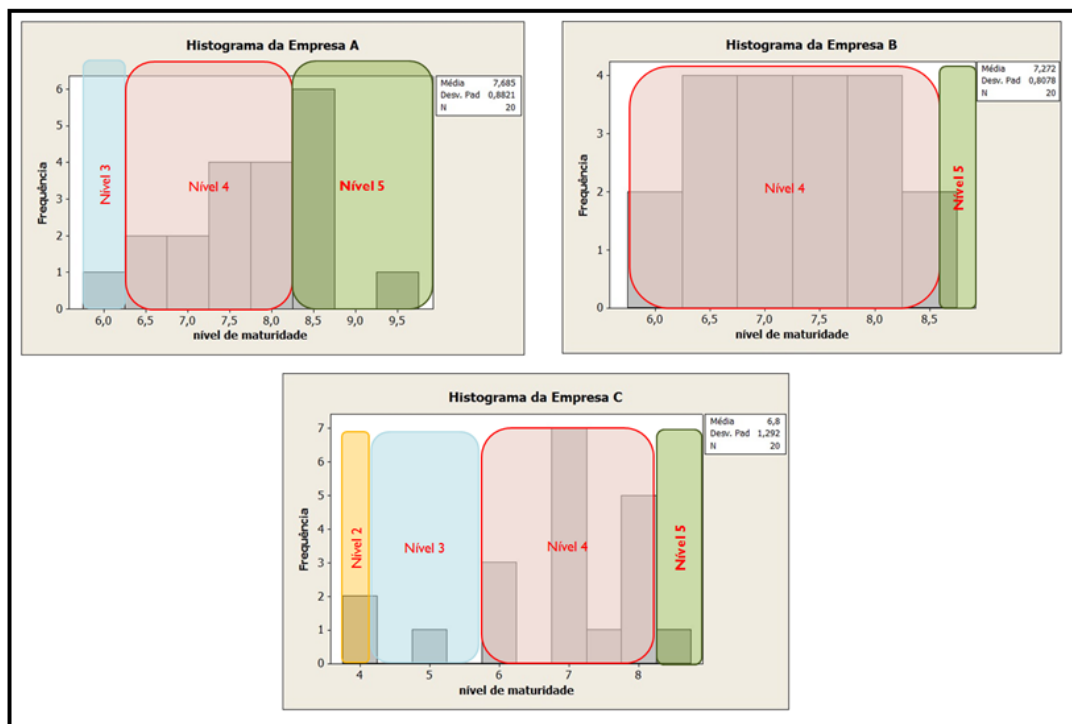 Histograma da Empresa A
Média 7,685
Desv. Pad 0,8821
N 20
Frequência
6
5
4
3
2
1
0
Nível 3
Nível 4
Nível 5
6,0 6,5 7,0 7,5 8,0 8,5 9,0 9,5
nível de maturidade
Histograma da Empresa B
Média 7,272
Desv. Pad 0,8078
N 20
Frequência
4
3
2
1
0
Nível 4
Nível 5
6,0 6,5 7,0 7,5 8,0 8,5
nível de maturidade
Histograma da Empresa C
Média 6,8
Desv. Pad 1,292
N 20
Frequência
7
6
5
4
3
2
1
0
Nível 2
Nível 3
Nível 4
Nível 5
4 5 6 7 8
nível de maturidade